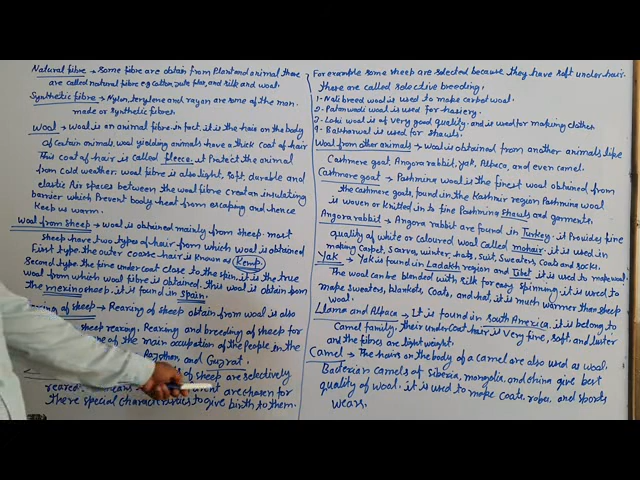 Natural fibre → Some fibre are obtain from Plant and animal there
are called natural fibre e.g cotton, Jute flax, and silk and wool.
Synthetic fibre → Nylon, terylene and rayon are some of the man.
made or synthetic fibres.
Wool → Wool is an animal fibre. in fact, it is the hair on the body
of certain animals, wool yielding animals have a thick coat of hair
This coat of hair is called fleece. it Protect the animal
from cold weather. wool fibre is also light, soft, durable and
elastic Air spaces between the wool fibre creat an insulating
barrier which Prevent body heat from escaping and hence
Keep us warm.
Wool from sheep → Wool is obtained mainly from sheep. most
sheep have two types of hair from which wool is obtained
First type the outer coarse hair is known as Kemp.
Second type the fine under coat close to the skin. it is the true
wool from which wool fibre is obtained. This wool is obtain from
the merino sheep. it is found in Spain.
of sheep → Rearing of sheep obtain from wool is also
sheep rearing. Rearing and breeding of sheep for
one of the main occupation of the People in the
and Gujrat.
of sheep are selectively
reared. are chosen for
there special characteristics to give birth to them.
For example some sheep are selected because they have soft under hair.
there are called selective breeding.
1- Nali breed wool is used to make carpet wool.
2- Patanwadi wool is used for hosiery.
3- Lohi wool is of very good quality. and is used for making clothes
4- Bakharwal is used for shawls.
Wool from other animals → Wool is obtained from another animals like
Cashmere goat, Angora rabbit, yak, Alpaca, and even camel.
Cashmere goat → Pashmina wool is the finest wool obtained from
the cashmere goats, found in the Kashmir region Pashmina wool
is woven or knitted in to fine Pashmina shawls and garments.
Angora rabbit → Angora rabbit are found in Turkey. it Provides fine
quality of white or coloured wool called mohair. it is used in
making carpet, saree, winter, hats, suit, sweaters, coats and socks.
Yak → Yak is found in Ladakh region and Tibet it is used to make wool.
The wool can be blended with silk for easy spinning. it is used to
make sweaters, blankets, coats, and hat, it is much warmer than sheep
wool.
Llama and Alpaca → It is found in south America. it is belong to
Camel family. their under coat hair is very fine, soft, and luster
and the fibres are light weight.
Camel → The hairs on the body of a camel are also used as wool.
Bacterian camels of Siberia, mongolia, and china give best
quality of wool. it is used to make coats, robes, and sports
wears.